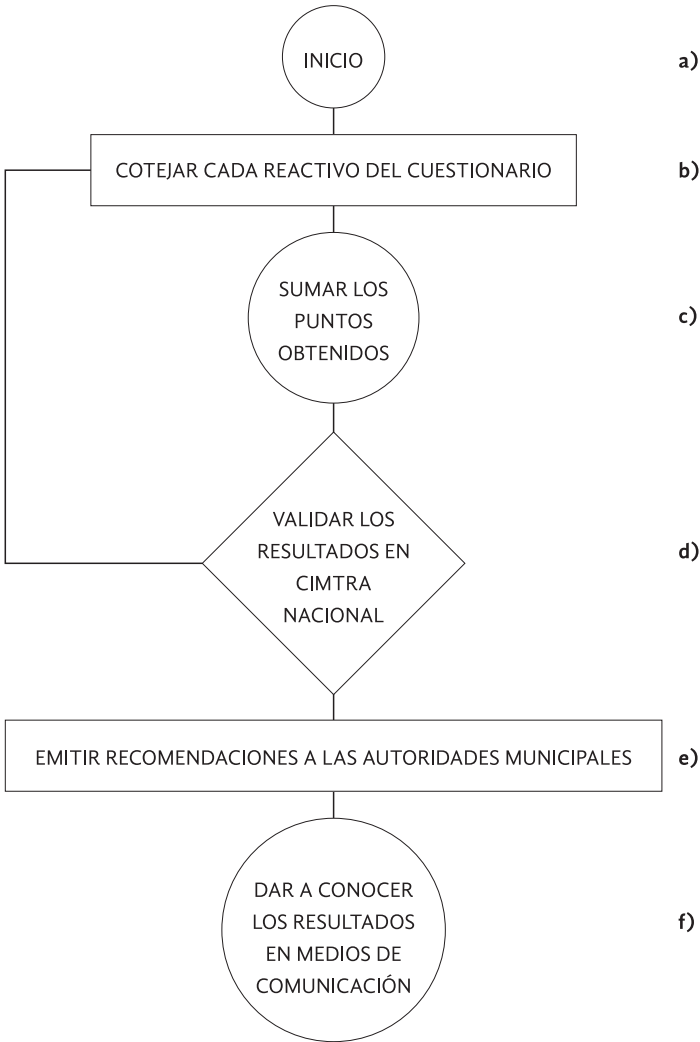 INICIO
a)
COTEJAR CADA REACTIVO DEL CUESTIONARIO
b)
SUMAR LOS
PUNTOS
OBTENIDOS
c)
VALIDAR LOS
RESULTADOS EN
CIMTRA
NACIONAL
d)
EMITIR RECOMENDACIONES A LAS AUTORIDADES MUNICIPALES
e)
DAR A CONOCER
LOS RESULTADOS
EN MEDIOS DE
COMUNICACIÓN
f)